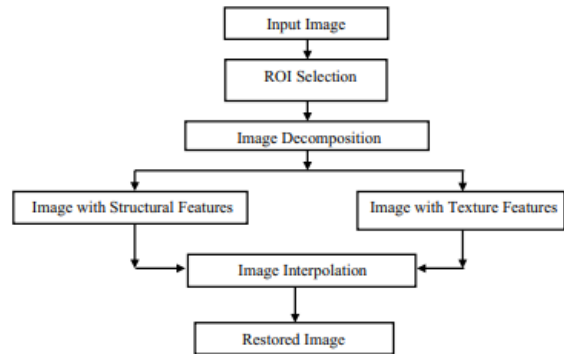 Input Image
ROI Selection
Image Decomposition
Image with Structural Features
Image with Texture Features
Image Interpolation
Restored Image